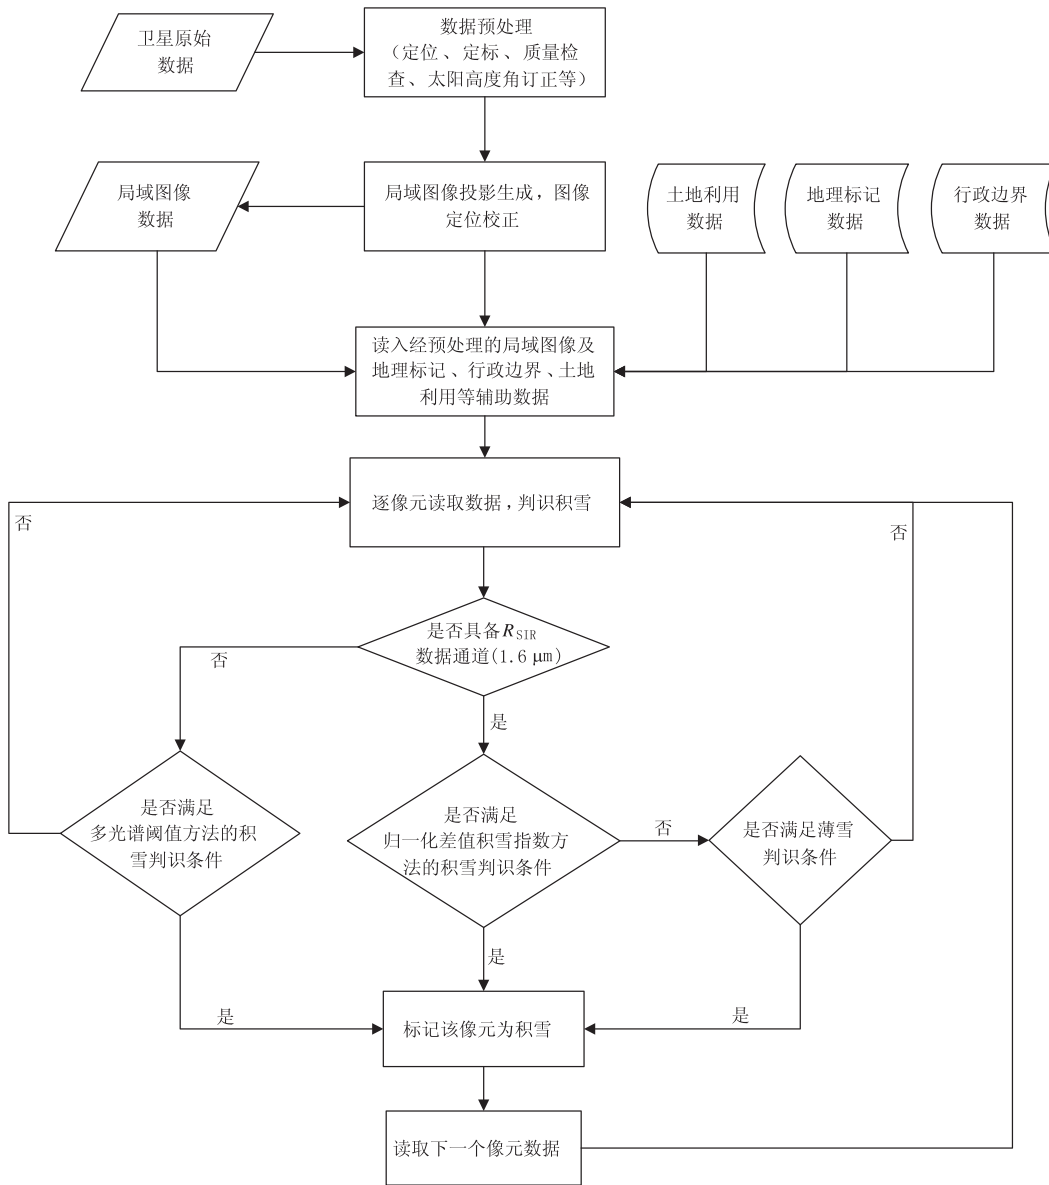 卫星原始
数据
数据预处理
（定位、定标、质量检
查、太阳高度角订正等）
局域图像
数据
局域图像投影生成，图像
定位校正
土地利用
数据
地理标记
数据
行政边界
数据
读入经预处理的局域图像及
地理标记、行政边界、土地
利用等辅助数据
逐像元读取数据，判识积雪
否
否
是否具备R_SIR
数据通道(1.6 μm)
否
是
是否满足
多光谱阈值方法的积
雪判识条件
是否满足
归一化差值积雪指数方
法的积雪判识条件
否
是否满足薄雪
判识条件
是
是
是
标记该像元为积雪
读取下一个像元数据